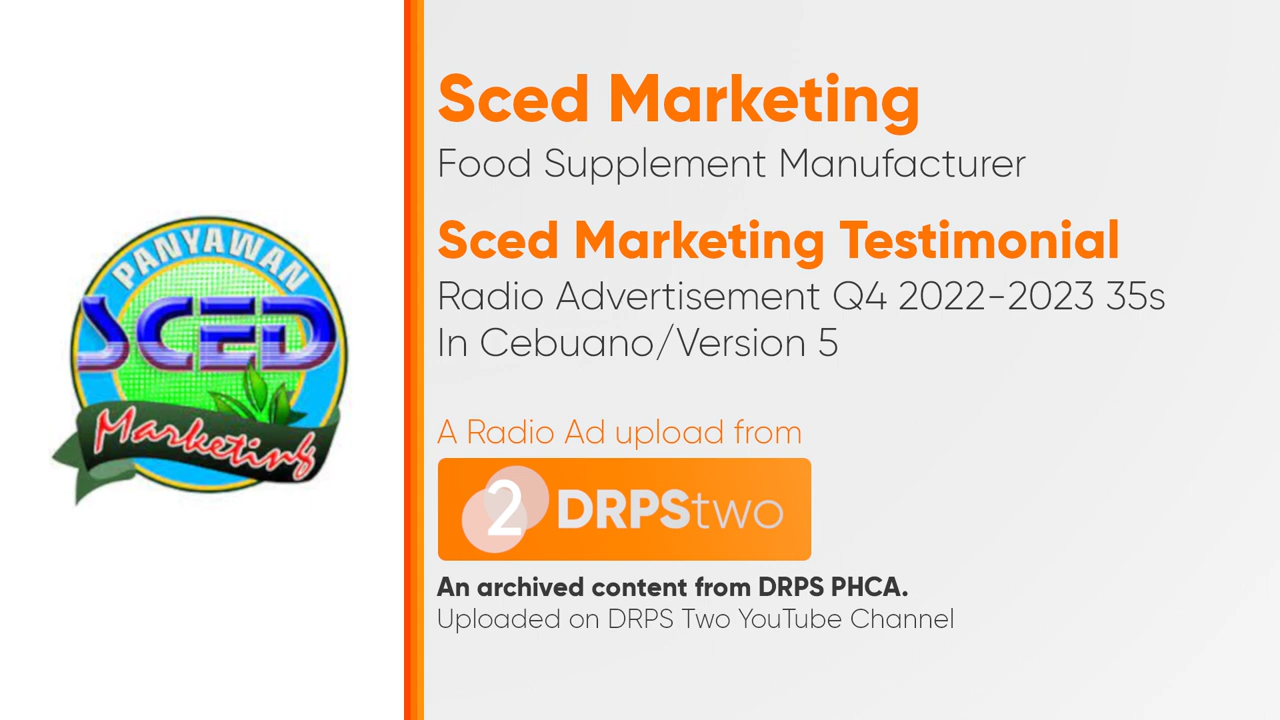 PANYAWAN
SCED
Marketing
Sced Marketing
Food Supplement Manufacturer
Sced Marketing Testimonial
Radio Advertisement Q4 2022-2023 35s
In Cebuano/Version 5
A Radio Ad upload from
2 DRPStwo
An archived content from DRPS PHCA.
Uploaded on DRPS Two YouTube Channel